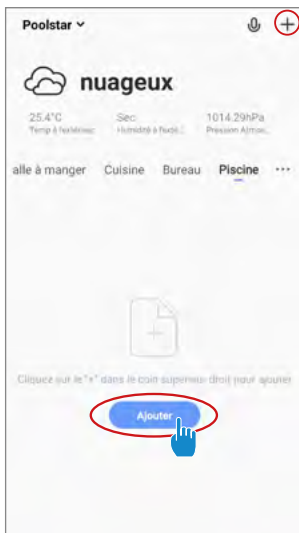 Poolstar
nuageux
25.4°C Sec 1014.29hPa
Temp à l'extérieur Humidité à l'exté... Pression Atmos...
alle à manger Cuisine Bureau Piscine ...
Cliquez sur le "+" dans le coin supérieur droit pour ajouter
Ajouter